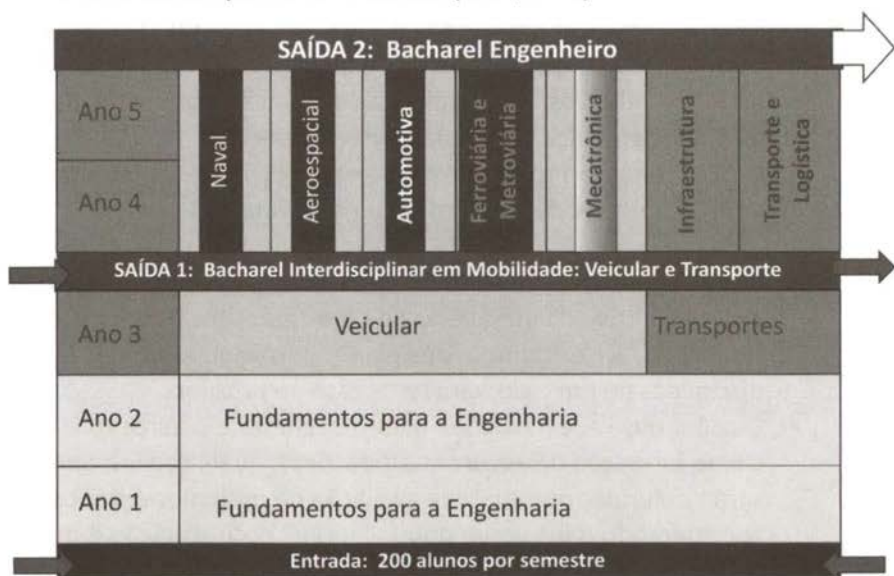 SAÍDA 2: Bacharel Engenheiro
Ano 5
Ano 4
Naval
Aeroespacial
Automotiva
Ferroviária e
Metroviária
Mecatrônica
Infraestrutura
Transporte e
Logística
SAÍDA 1: Bacharel Interdisciplinar em Mobilidade: Veicular e Transporte
Ano 3
Veicular
Transportes
Ano 2
Fundamentos para a Engenharia
Ano 1
Fundamentos para a Engenharia
Entrada: 200 alunos por semestre